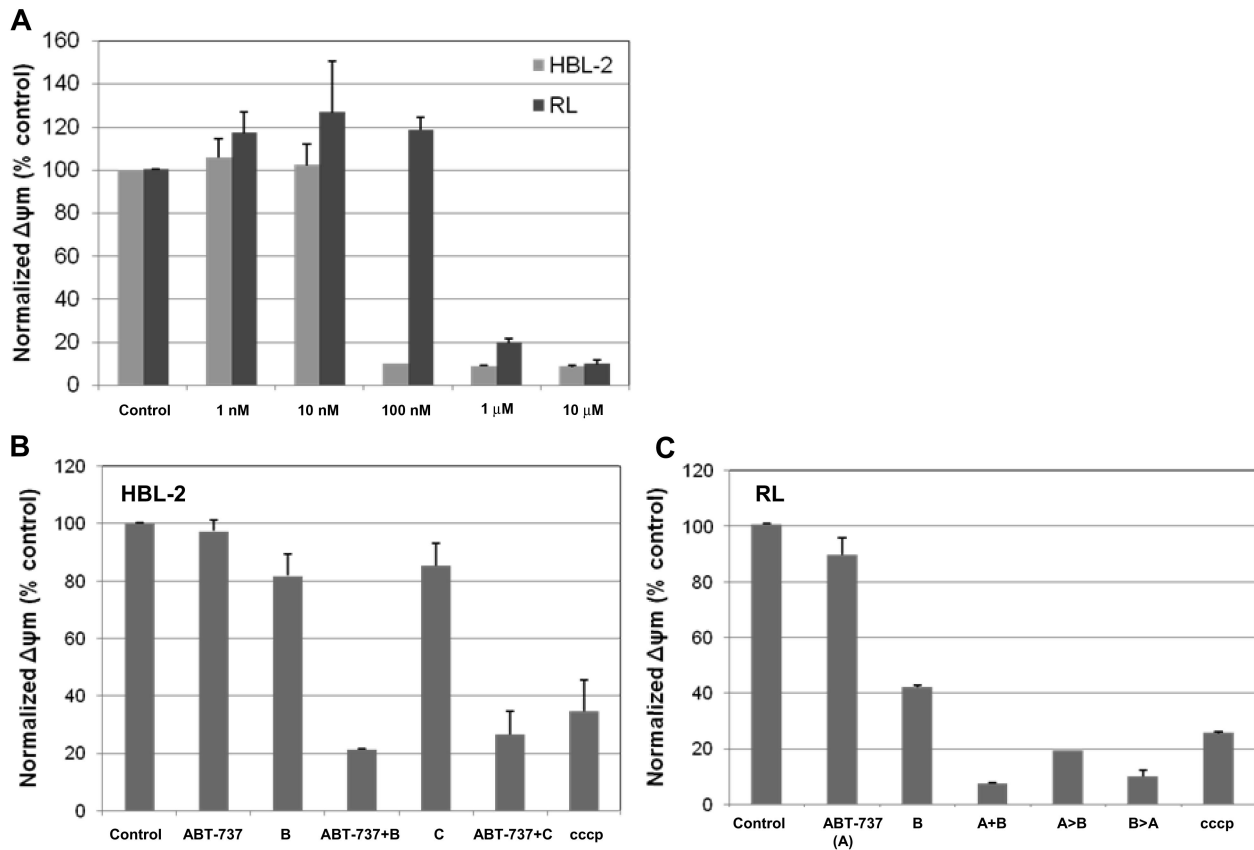 A
Normalized Δψm (% control)
160
140
120
100
80
60
40
20
0
HBL-2
RL
Control 1 nM 10 nM 100 nM 1 μM 10 μM
B
Normalized Δψm (% control)
120
100
80
60
40
20
0
HBL-2
Control ABT-737 B ABT-737+B C ABT-737+C cccp
C
Normalized Δψm (% control)
120
100
80
60
40
20
0
RL
Control ABT-737 B A+B A>B B>A cccp
(A)